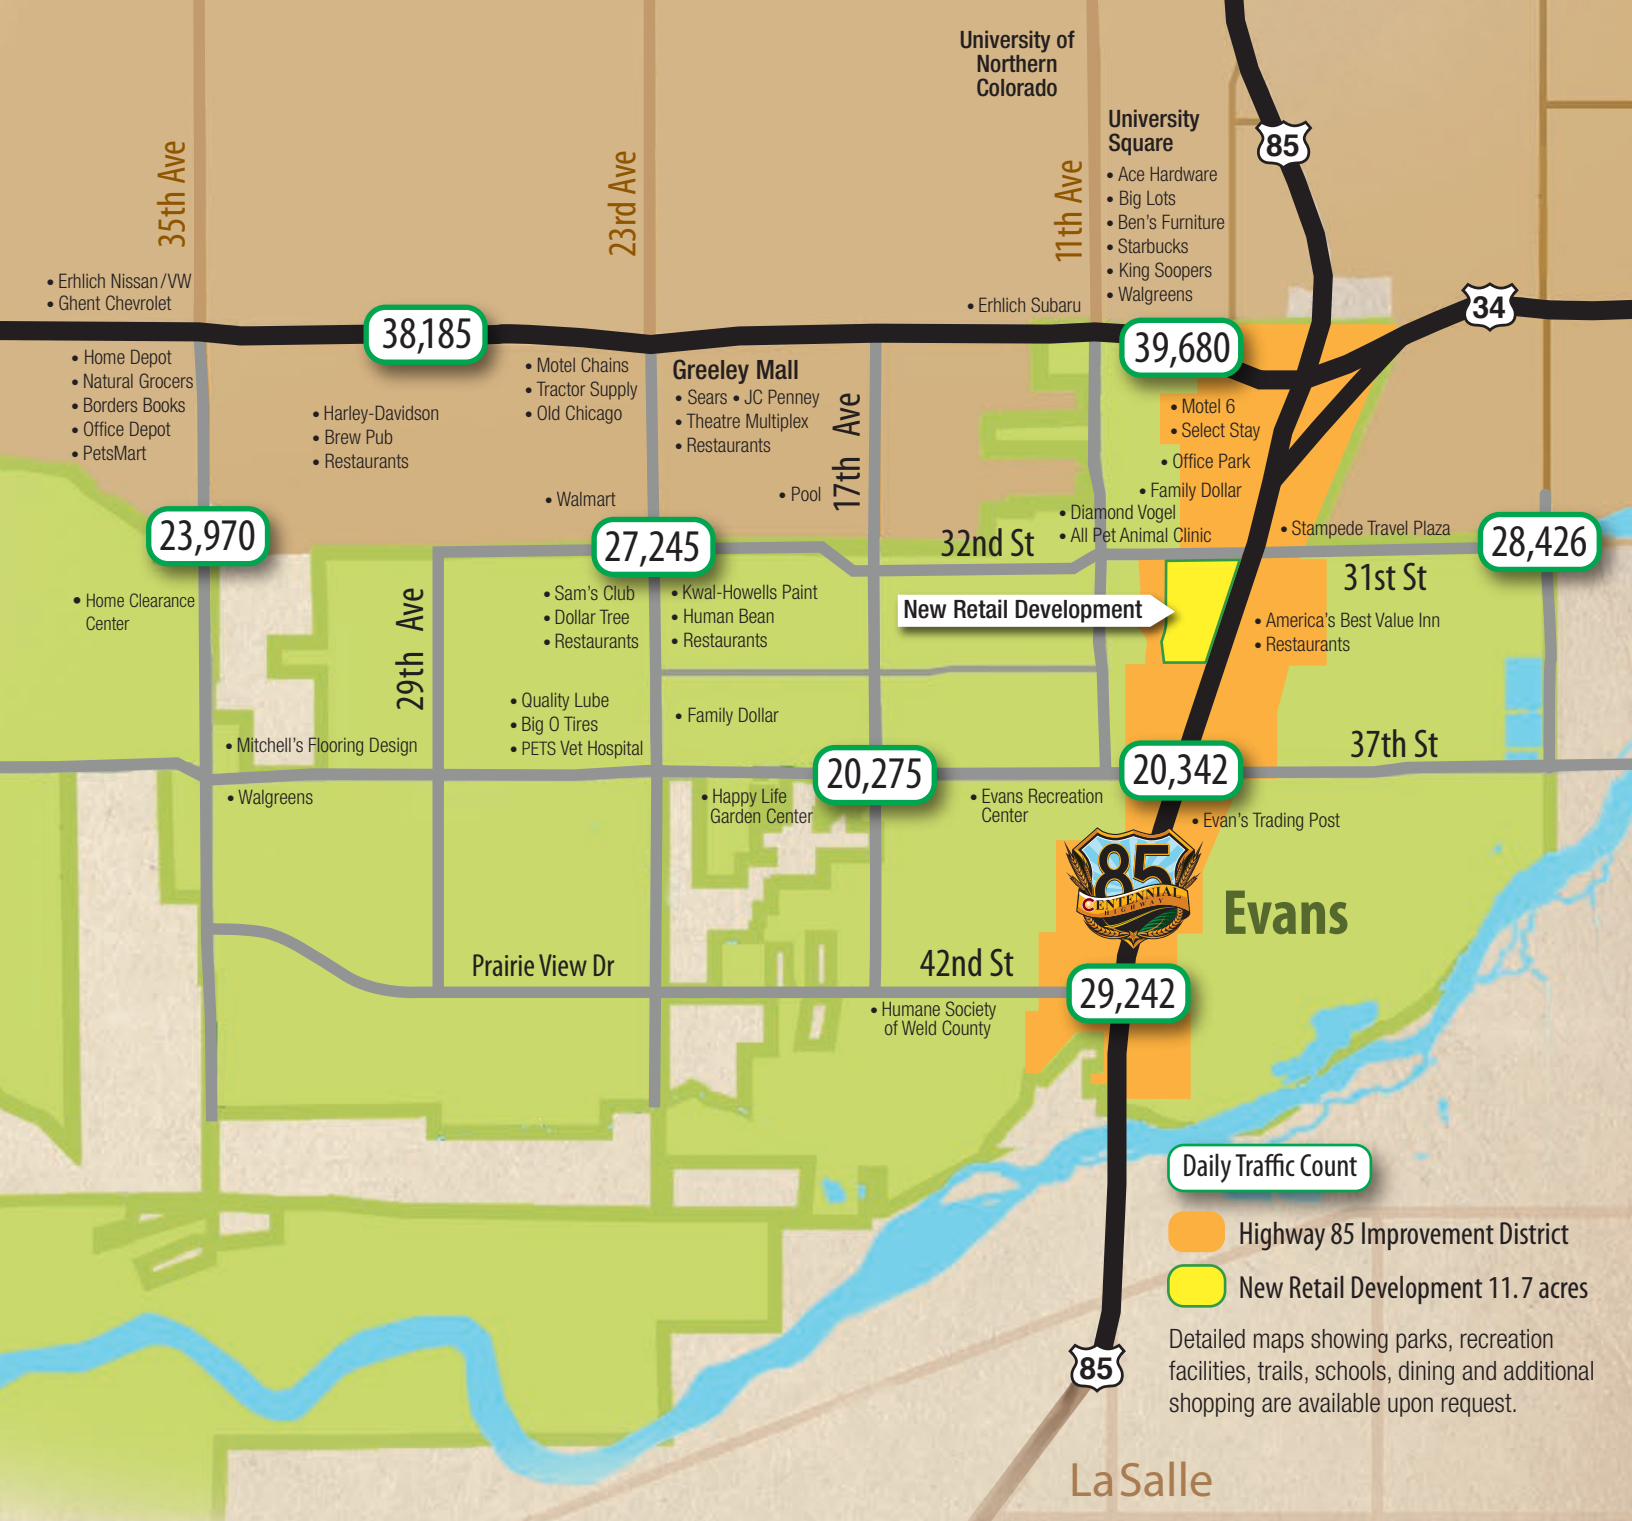 University of
Northern
Colorado
University
Square
• Ace Hardware
• Big Lots
• Ben's Furniture
• Starbucks
• King Soopers
• Walgreens
85
35th Ave
23rd Ave
11th Ave
• Erhlich Nissan/VW
• Ghent Chevrolet
• Erhlich Subaru
34
38,185
39,680
• Home Depot
• Natural Grocers
• Borders Books
• Office Depot
• PetsMart
• Harley-Davidson
• Brew Pub
• Restaurants
• Motel Chains
• Tractor Supply
• Old Chicago
Greeley Mall
• Sears • JC Penney
• Theatre Multiplex
• Restaurants
17th Ave
• Motel 6
• Select Stay
• Office Park
• Family Dollar
• Walmart
• Pool
• Diamond Vogel
• All Pet Animal Clinic
• Stampede Travel Plaza
23,970
27,245
32nd St
28,426
31st St
• Home Clearance
Center
29th Ave
• Sam's Club
• Dollar Tree
• Restaurants
• Kwal-Howells Paint
• Human Bean
• Restaurants
New Retail Development
• America's Best Value Inn
• Restaurants
• Quality Lube
• Big O Tires
• PETS Vet Hospital
• Family Dollar
• Mitchell's Flooring Design
37th St
20,275
20,342
• Walgreens
• Happy Life
Garden Center
• Evans Recreation
Center
• Evan's Trading Post
85
CENTENNIAL
HIGHWAY
Evans
Prairie View Dr
42nd St
29,242
• Humane Society
of Weld County
Daily Traffic Count
Highway 85 Improvement District
New Retail Development 11.7 acres
Detailed maps showing parks, recreation
facilities, trails, schools, dining and additional
shopping are available upon request.
85
LaSalle